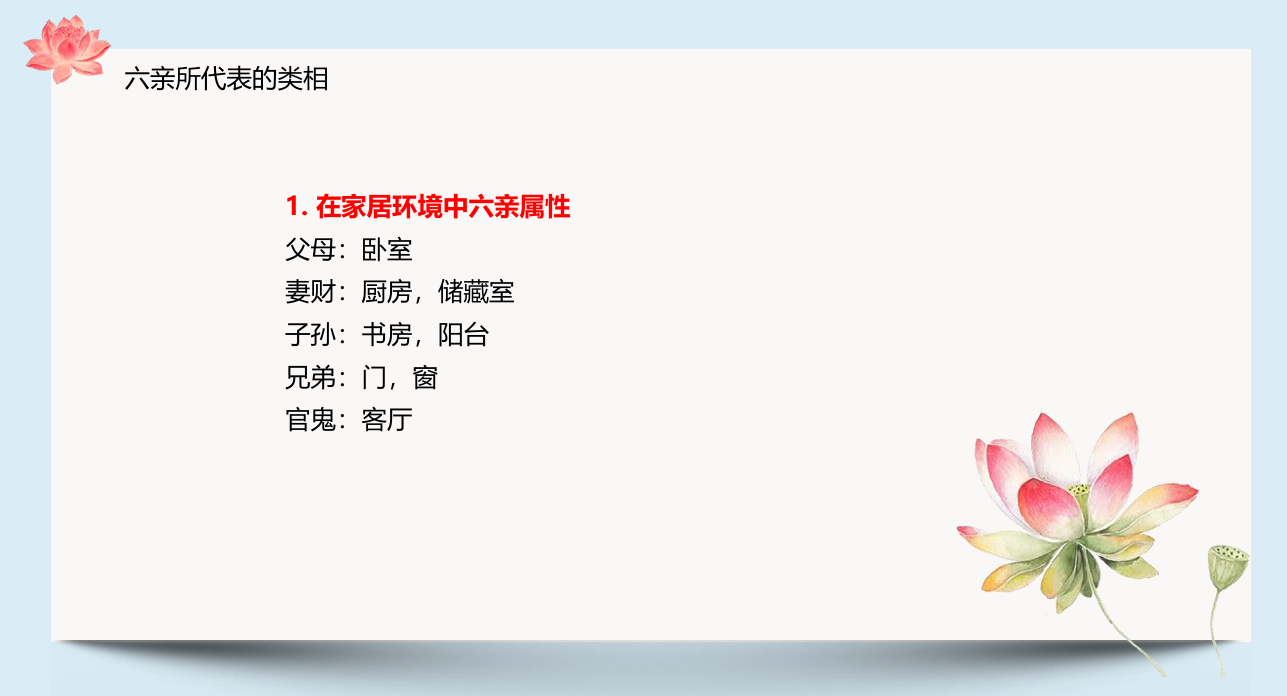 六亲所代表的类相
1. 在家居环境中六亲属性
父母：卧室
妻财：厨房，储藏室
子孙：书房，阳台
兄弟：门，窗
官鬼：客厅